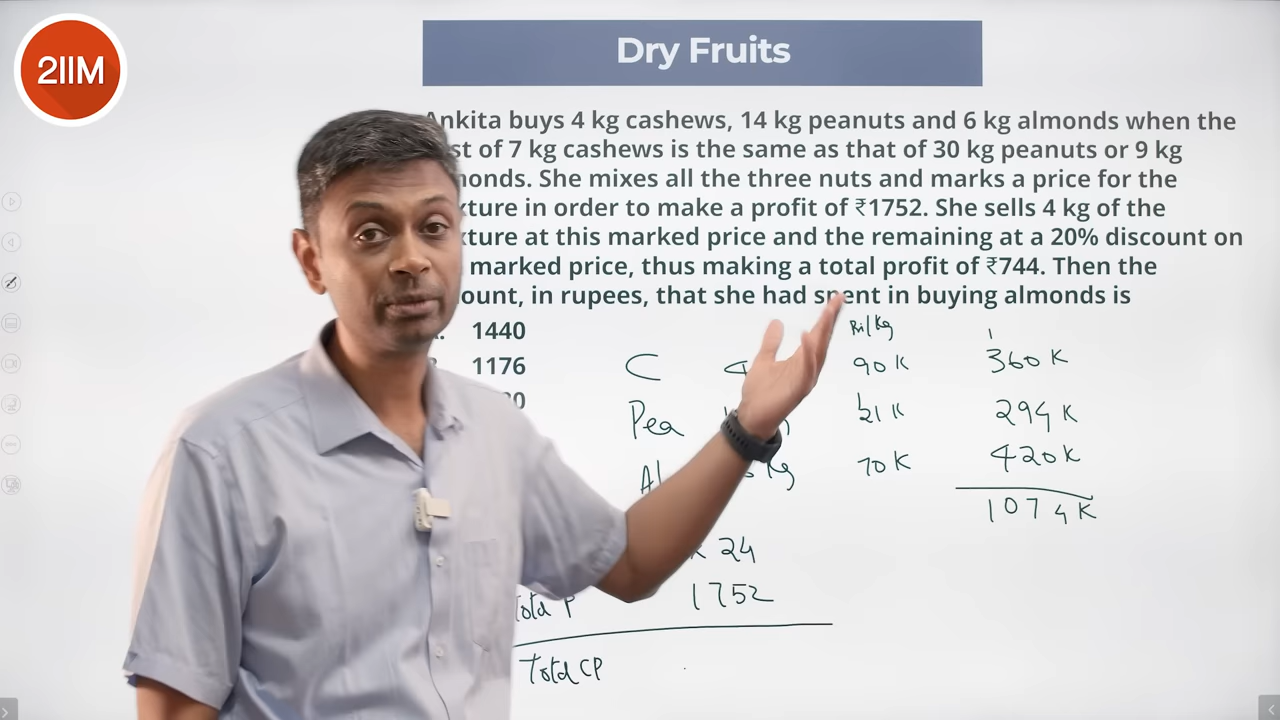 2IIM
Dry Fruits
Ankita buys 4 kg cashews, 14 kg peanuts and 6 kg almonds when the
st of 7 kg cashews is the same as that of 30 kg peanuts or 9 kg
monds. She mixes all the three nuts and marks a price for the
xture in order to make a profit of ₹1752. She sells 4 kg of the
xture at this marked price and the remaining at a 20% discount on
marked price, thus making a total profit of ₹744. Then the
ount, in rupees, that she had spent in buying almonds is
1440
1176
Rs/Kg
C 90 K 360 K
Pea 21 K 294 K
Al Kg 70 K 420K
1074K
24
Total P 1752
Total CP